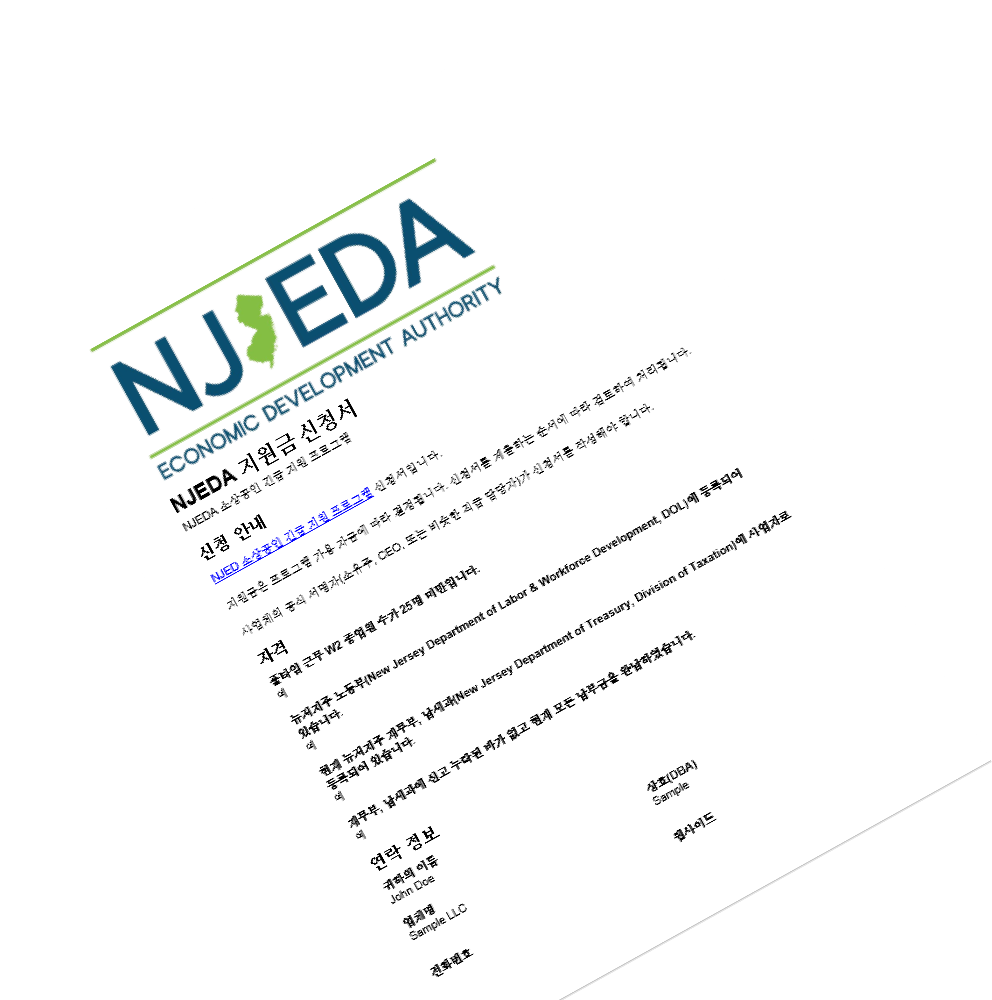 NJEDA
ECONOMIC DEVELOPMENT AUTHORITY
NJEDA 지원금 신청서
NJEDA 소상공인 긴급 지원 프로그램
신청 안내
NJED 소상공인 긴급 지원 프로그램 신청서입니다.
지원금은 프로그램 가용 자금에 따라 결정됩니다. 신청서를 제출하는 순서에 따라 검토하여 처리됩니다.
사업체의 공식 서명자(소유주, CEO, 또는 비슷한 직급 담당자)가 신청서를 작성해야 합니다.
자격
풀타임 근무 W2 종업원 수가 25명 미만입니다.
예
뉴저지주 노동부(New Jersey Department of Labor & Workforce Development, DOL)에 등록되어
있습니다.
예
현재 뉴저지주 재무부, 납세과(New Jersey Department of Treasury, Division of Taxation)에 사업자로
등록되어 있습니다.
예
재무부, 납세과에 신고 누락된 바가 없고 현재 모든 납부금을 완납하였습니다.
예
연락 정보
귀하의 이름
John Doe
업체명
Sample LLC
상호(DBA)
Sample
전화번호
웹사이드